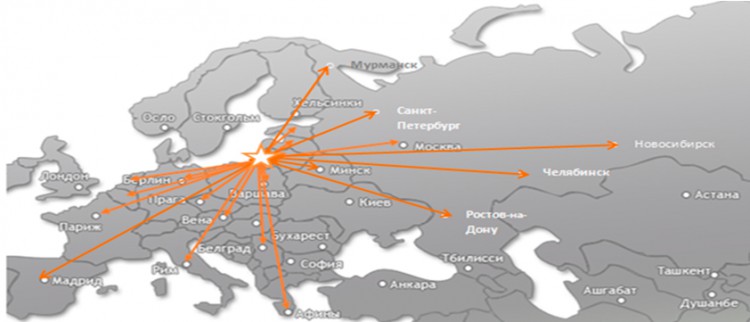 Мурманск
Хельсинки
Осло
Стокгольм
Санкт-
Петербург
Москва
Новосибирск
Лондон
Берлин
Минск
Челябинск
Прага
Варшава
Астана
Париж
Вена
Киев
Ростов-на-
Дону
Белград
Бухарест
Рим
София
Тбилиси
Ташкент
Мадрид
Анкара
Ашгабат
Душанбе
Афины